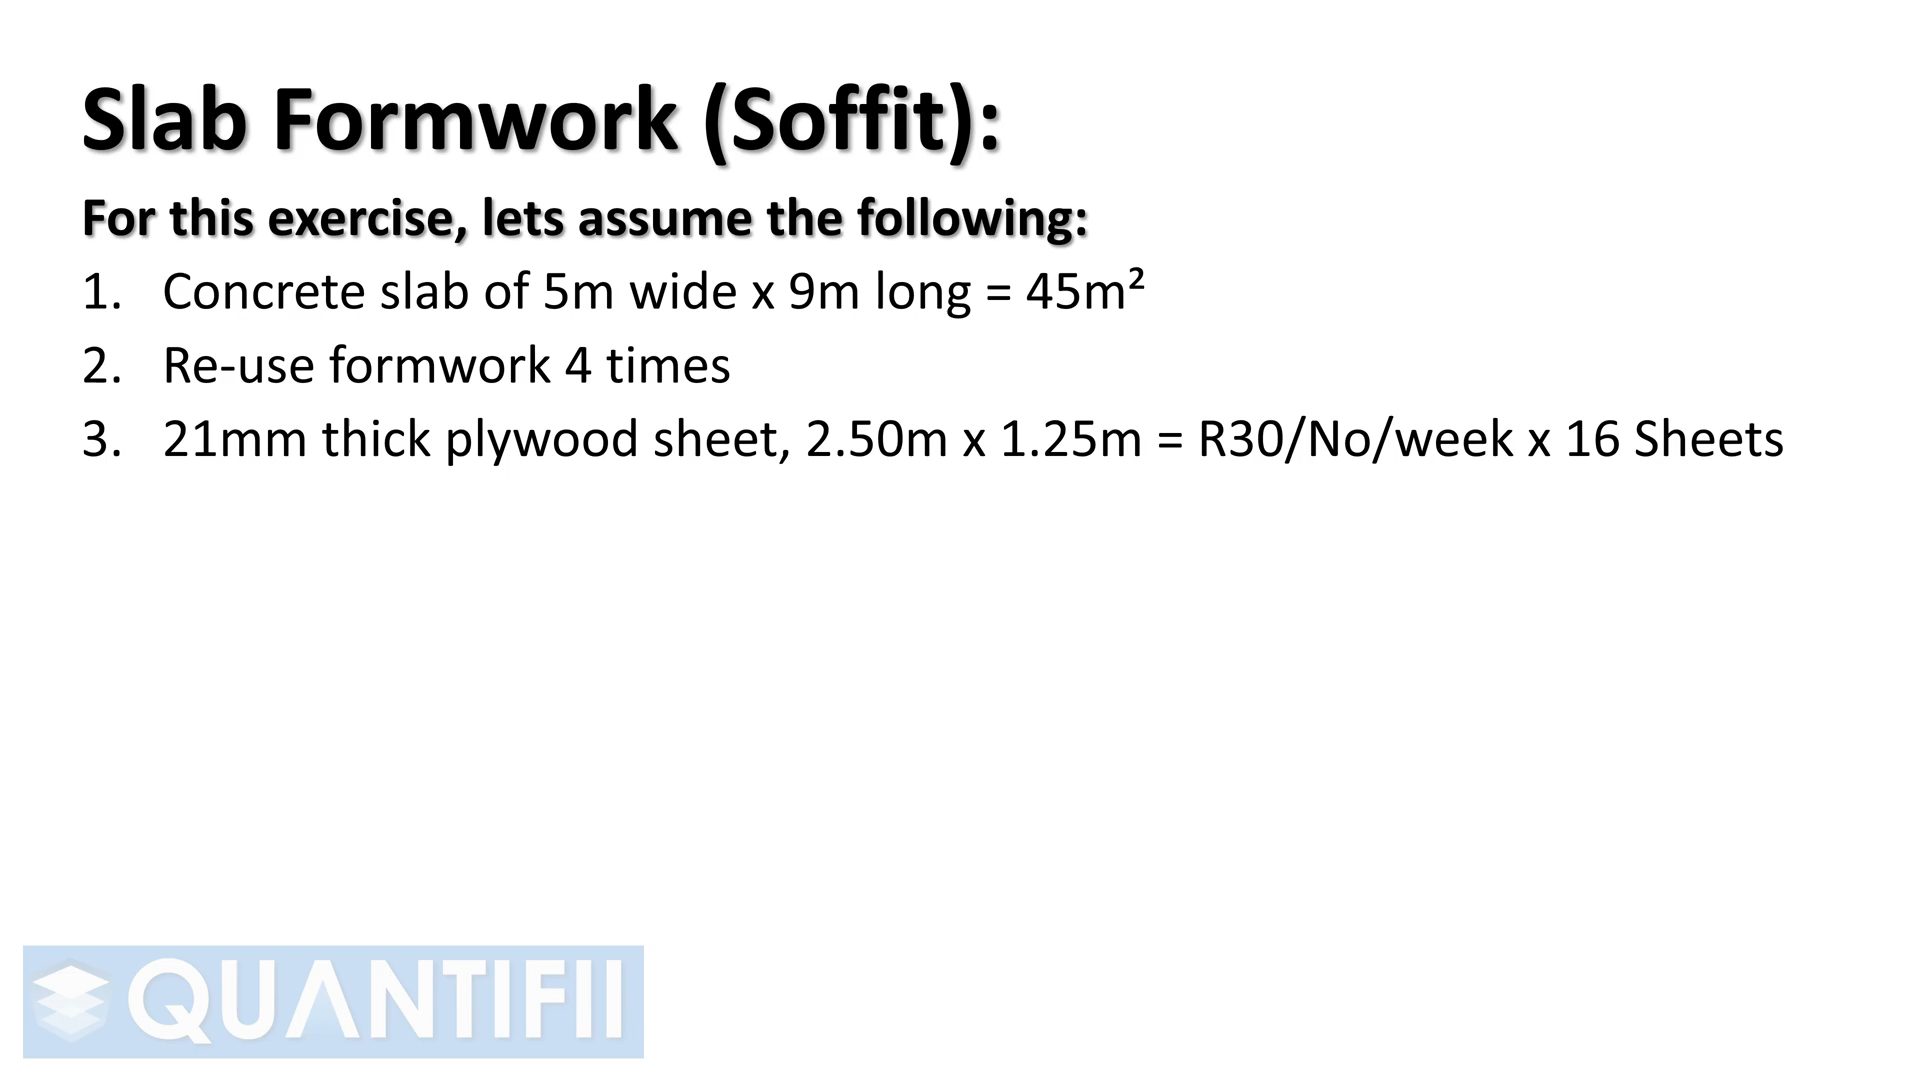 Slab Formwork (Soffit):
For this exercise, lets assume the following:
1. Concrete slab of 5m wide x 9m long = 45m²
2. Re-use formwork 4 times
3. 21mm thick plywood sheet, 2.50m x 1.25m = R30/No/week x 16 Sheets
QUANTIFII